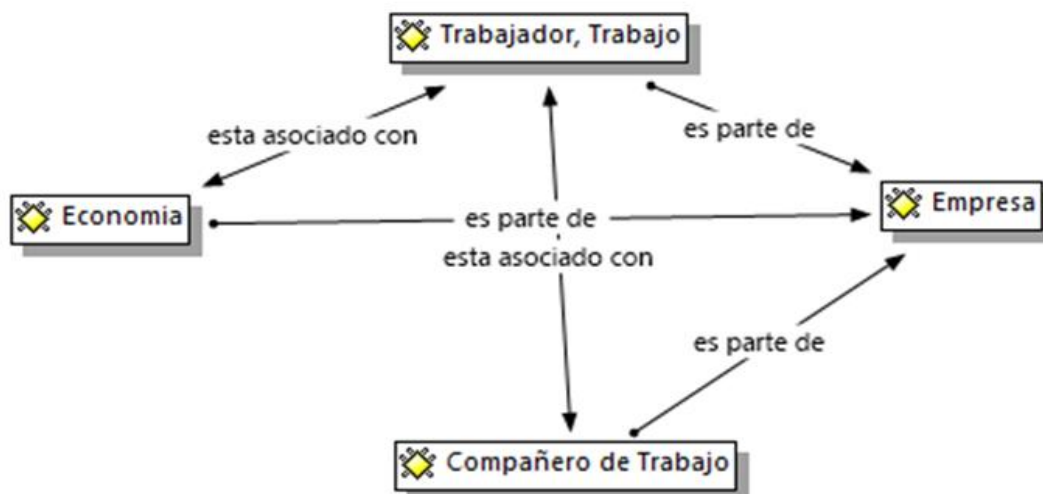 Trabajador, Trabajo
esta asociado con
es parte de
Economia
Empresa
es parte de
esta asociado con
es parte de
Compañero de Trabajo